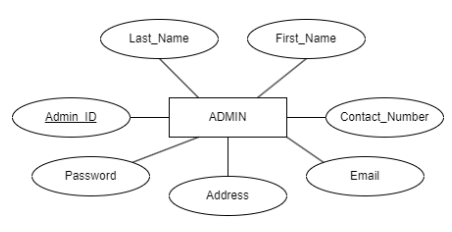 Last_Name
First_Name
Admin_ID
ADMIN
Contact_Number
Password
Address
Email